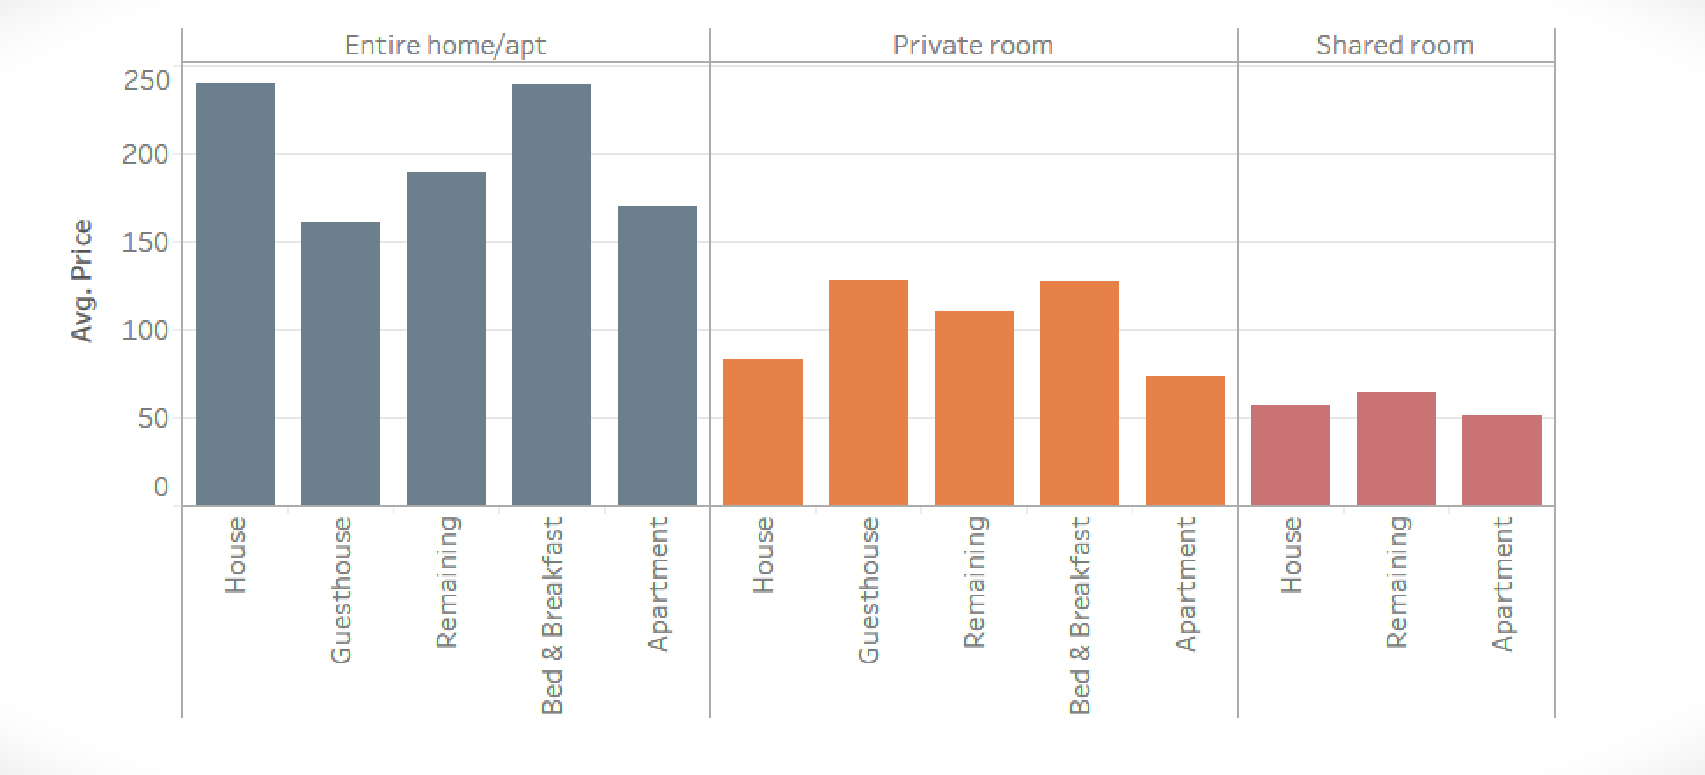 Entire home/apt
Private room
Shared room
Avg. Price
250
200
150
100
50
0
House
Guesthouse
Remaining
Bed & Breakfast
Apartment
House
Guesthouse
Remaining
Bed & Breakfast
Apartment
House
Remaining
Apartment